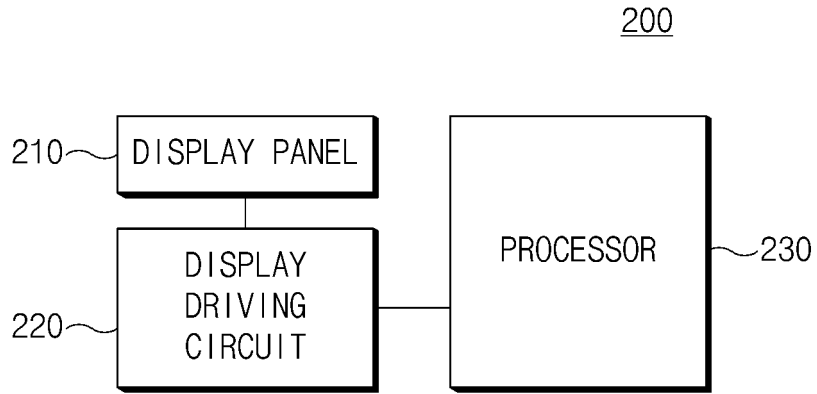 200
210
DISPLAY PANEL
220
DISPLAY
DRIVING
CIRCUIT
PROCESSOR
230